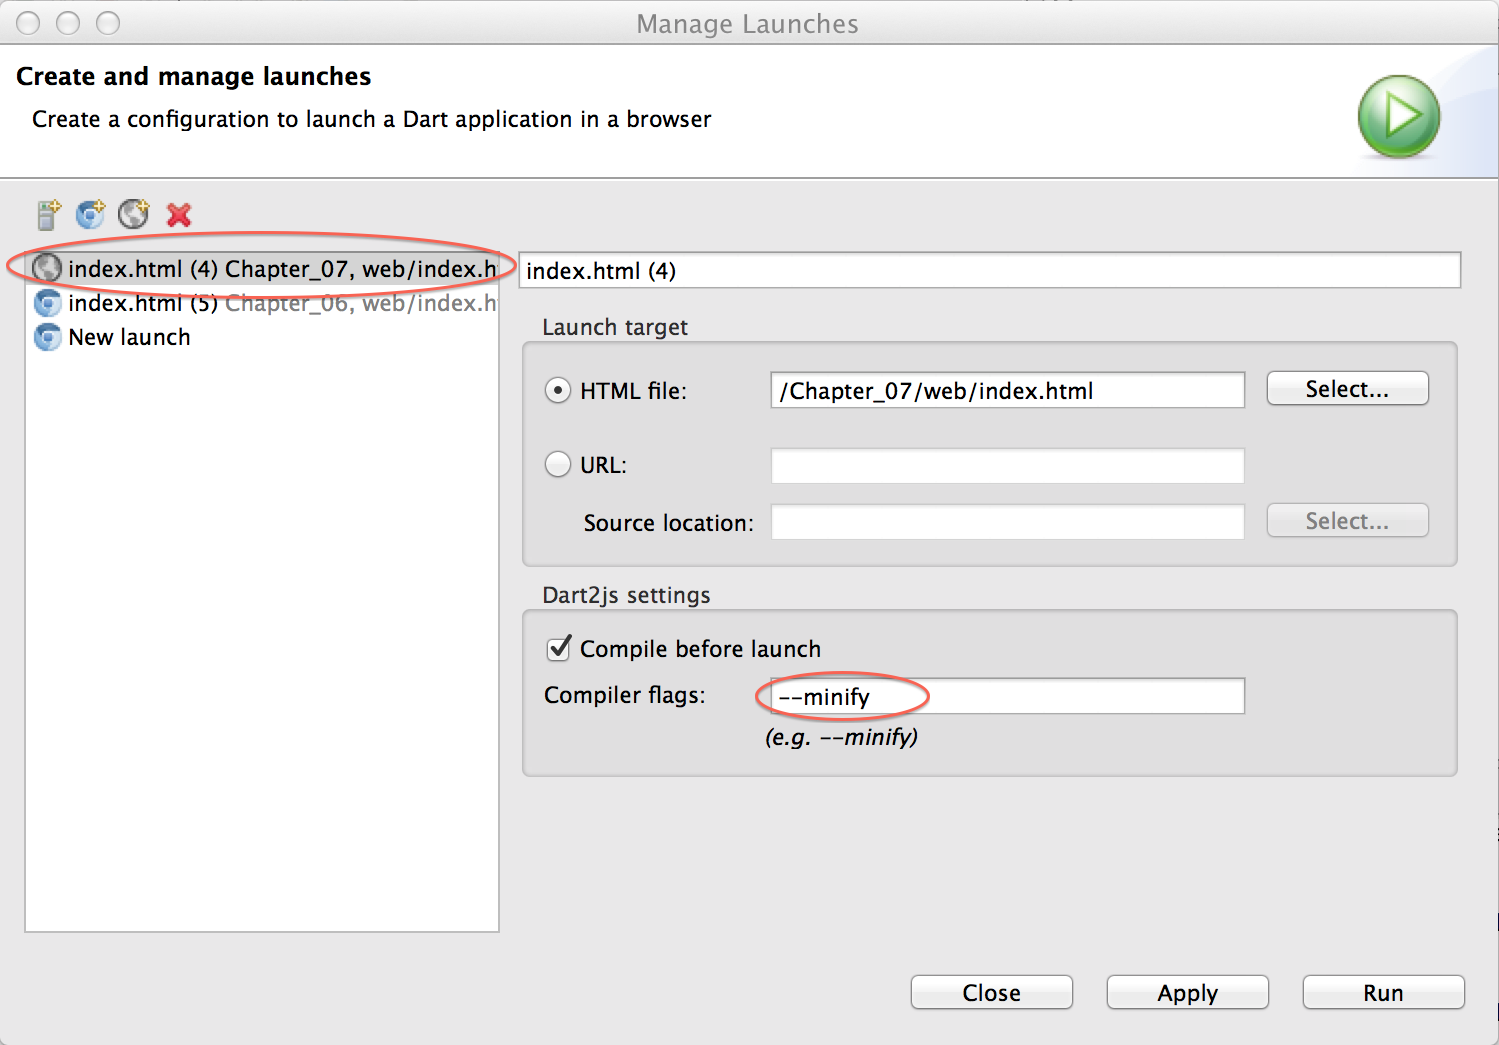 Manage Launches
Create and manage launches
Create a configuration to launch a Dart application in a browser
index.html (4) Chapter_07, web/index.h
index.html (5) Chapter_06, web/index.h
New launch
index.html (4)
Launch target
HTML file: /Chapter_07/web/index.html Select...
URL:
Source location: Select...
Dart2js settings
Compile before launch
Compiler flags: --minify
(e.g. --minify)
Close Apply Run